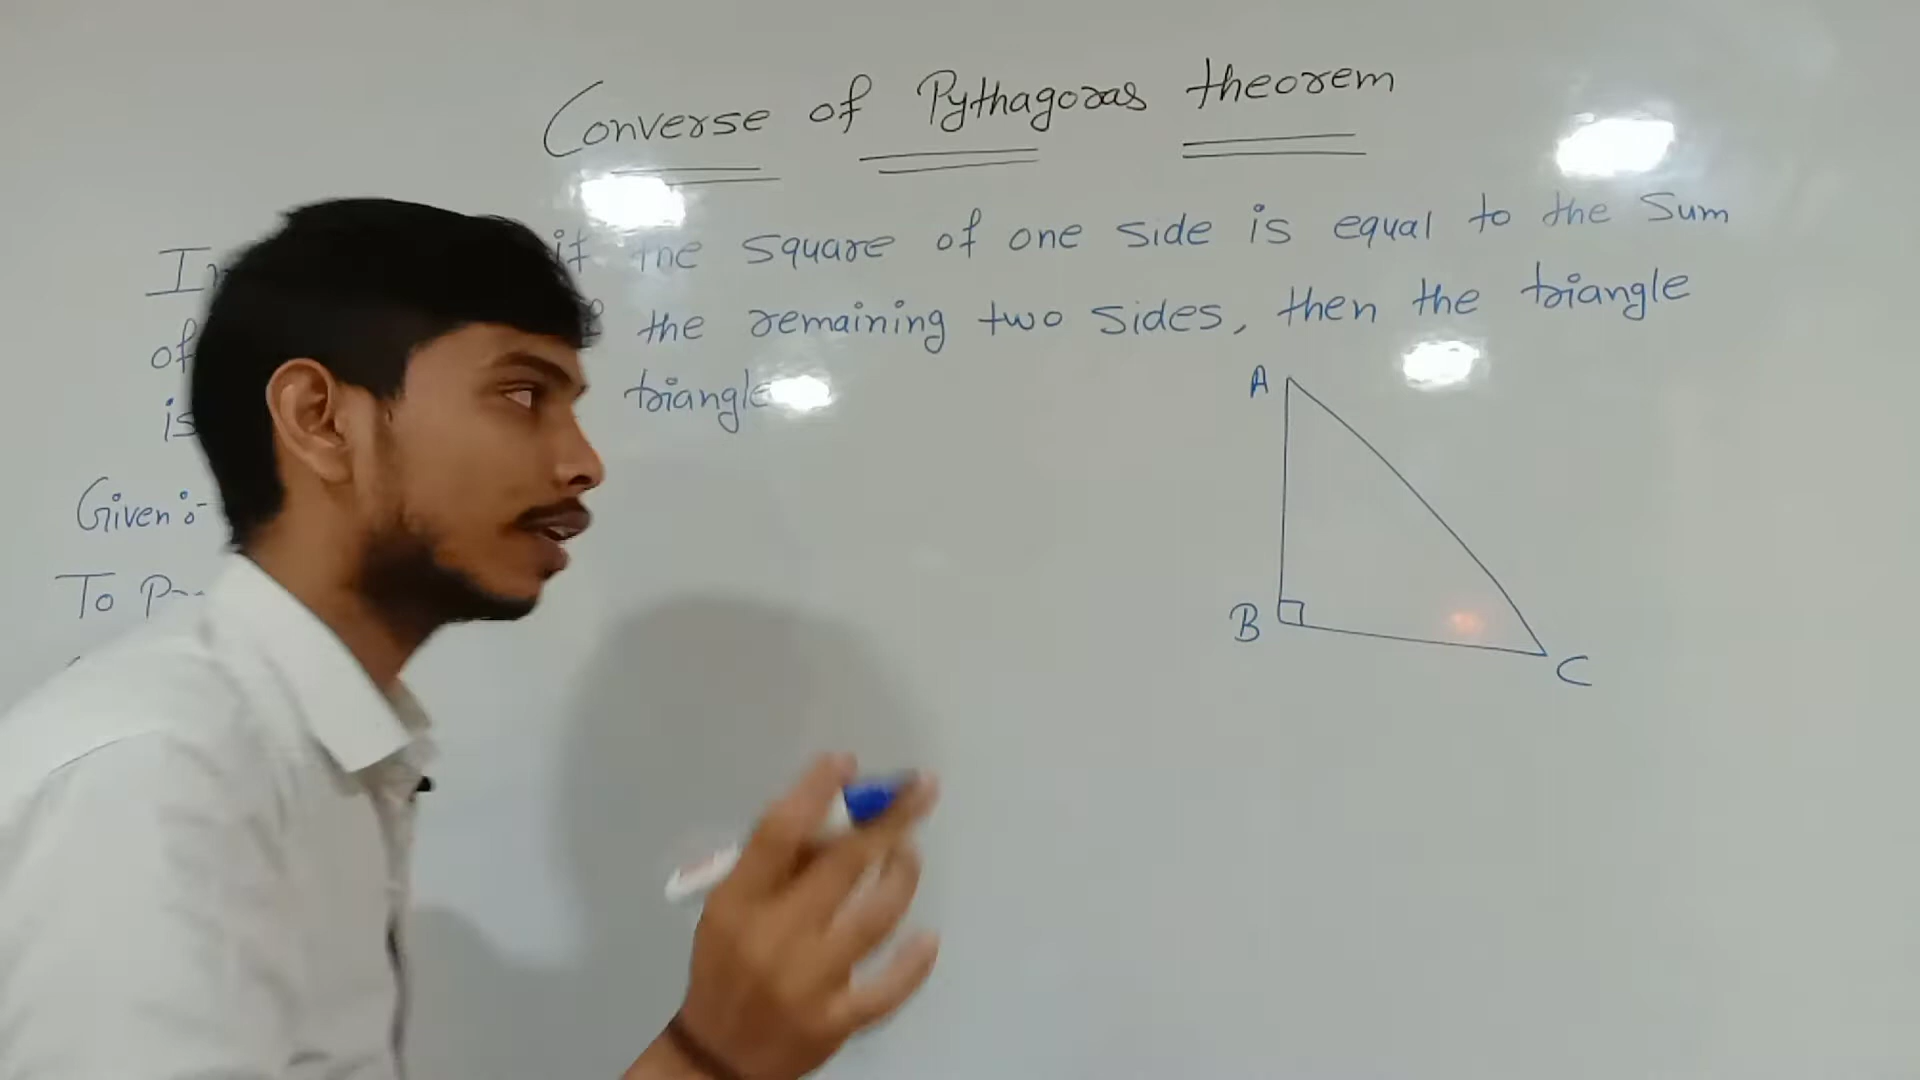 Converse of Pythagoras theorem
if the square of one side is equal to the sum
of the remaining two sides, then the triangle
is triangle
A
Given :-
To
B
C